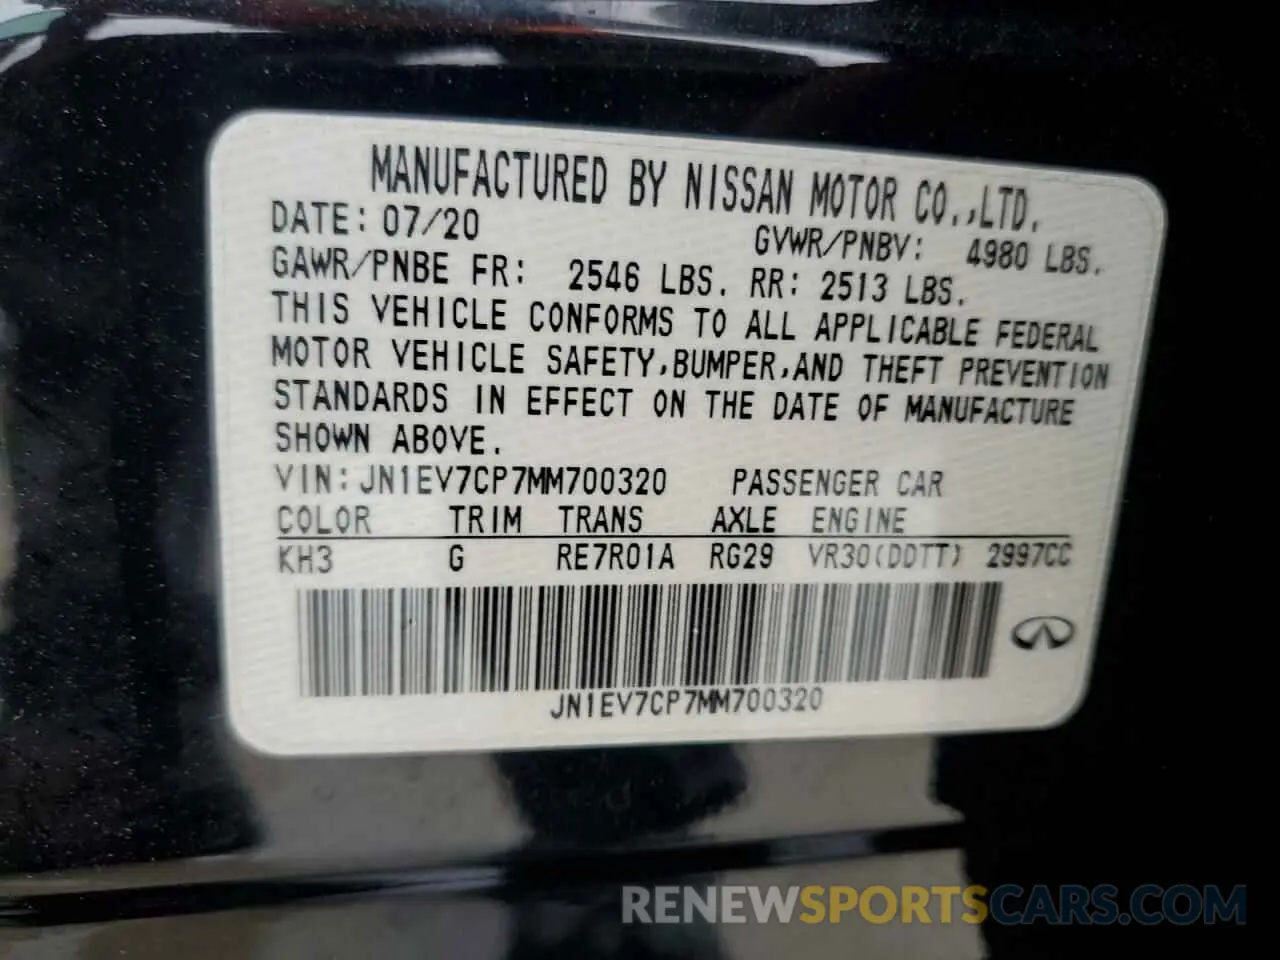 MANUFACTURED BY NISSAN MOTOR CO.,LTD.
DATE: 07/20 GVWR/PNBV: 4980 LBS.
GAWR/PNBE FR: 2546 LBS. RR: 2513 LBS.
THIS VEHICLE CONFORMS TO ALL APPLICABLE FEDERAL
MOTOR VEHICLE SAFETY,BUMPER,AND THEFT PREVENTION
STANDARDS IN EFFECT ON THE DATE OF MANUFACTURE
SHOWN ABOVE.
VIN: JN1EV7CP7MM700320 PASSENGER CAR
COLOR TRIM TRANS AXLE ENGINE
KH3 G RE7R01A RG29 VR30(DDTT) 2997CC
JN1EV7CP7MM700320
RENEWSPORTSCARS.COM